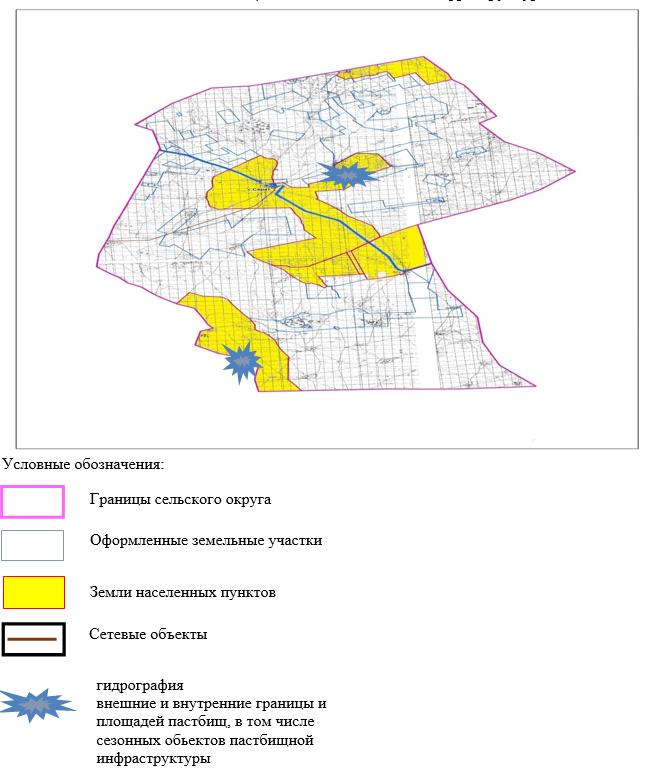 Условные обозначения:
Границы сельского округа
Оформленные земельные участки
Земли населенных пунктов
Сетевые объекты
гидрография
внешние и внутренние границы и
площадей пастбищ, в том числе
сезонных обьектов пастбищной
инфраструктуры